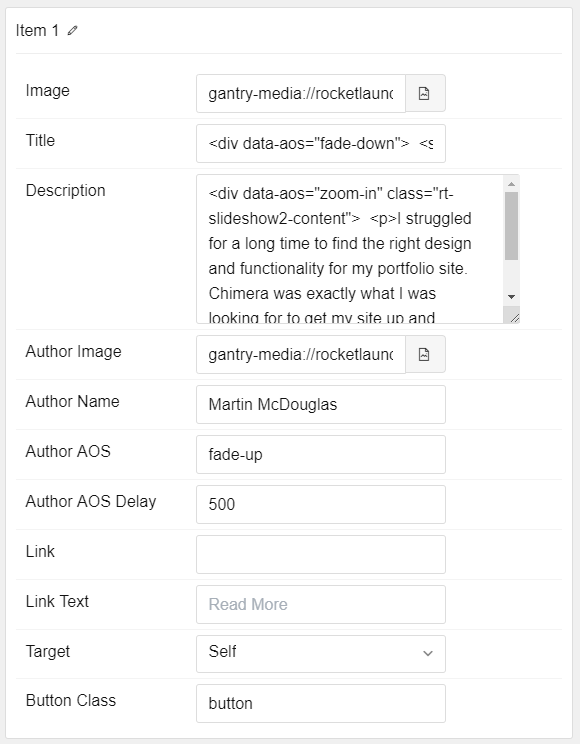 Item 1
Image
gantry-media://rocketlaunc
Title
<div data-aos="fade-down">  <s
Description
<div data-aos="zoom-in" class="rt-
slideshow2-content">  <p>I struggled
for a long time to find the right design
and functionality for my portfolio site.
Chimera was exactly what I was
looking for to get my site up and
Author Image
gantry-media://rocketlaunc
Author Name
Martin McDouglas
Author AOS
fade-up
Author AOS Delay
500
Link
Link Text
Read More
Target
Self
Button Class
button